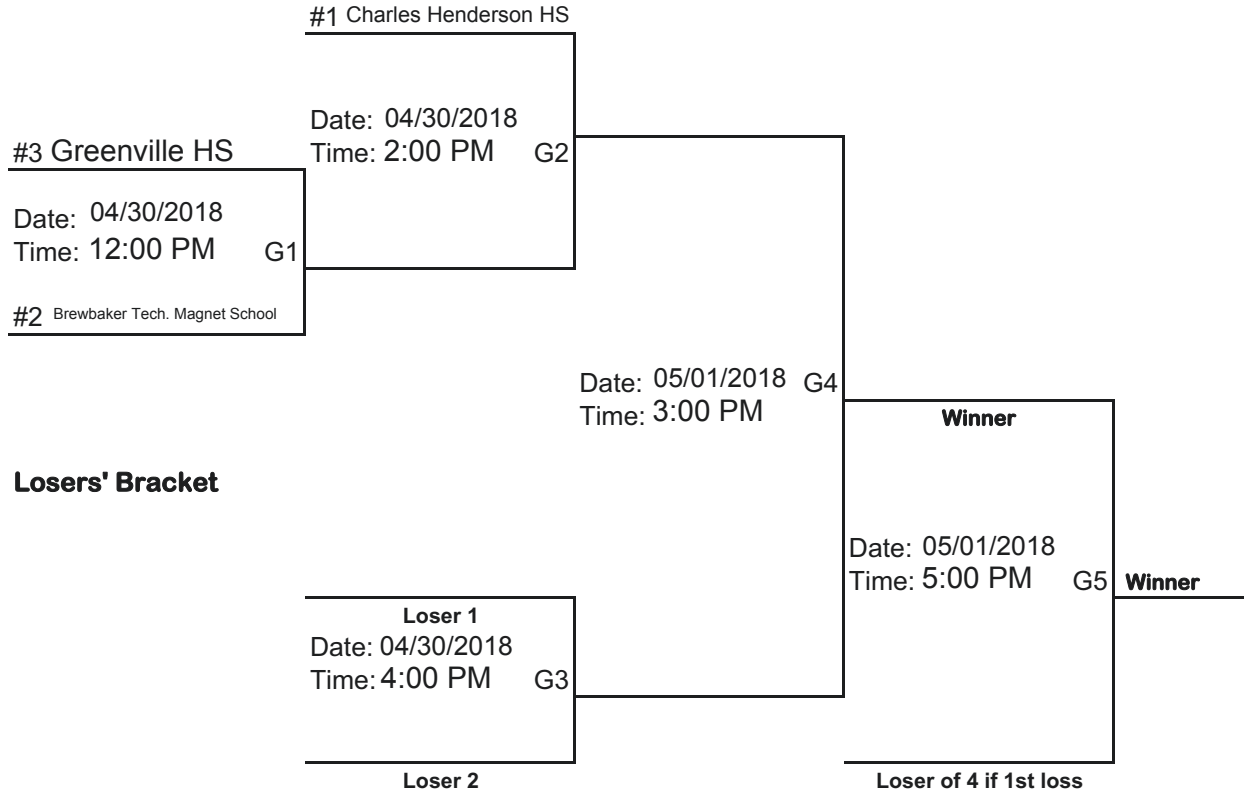 #1 Charles Henderson HS
Date: 04/30/2018
Time: 2:00 PM G2
#3 Greenville HS
Date: 04/30/2018
Time: 12:00 PM G1
#2 Brewbaker Tech. Magnet School
Date: 05/01/2018 G4
Time: 3:00 PM
Winner
Losers' Bracket
Date: 05/01/2018
Time: 5:00 PM G5 Winner
Loser 1
Date: 04/30/2018
Time: 4:00 PM G3
Loser 2
Loser of 4 if 1st loss